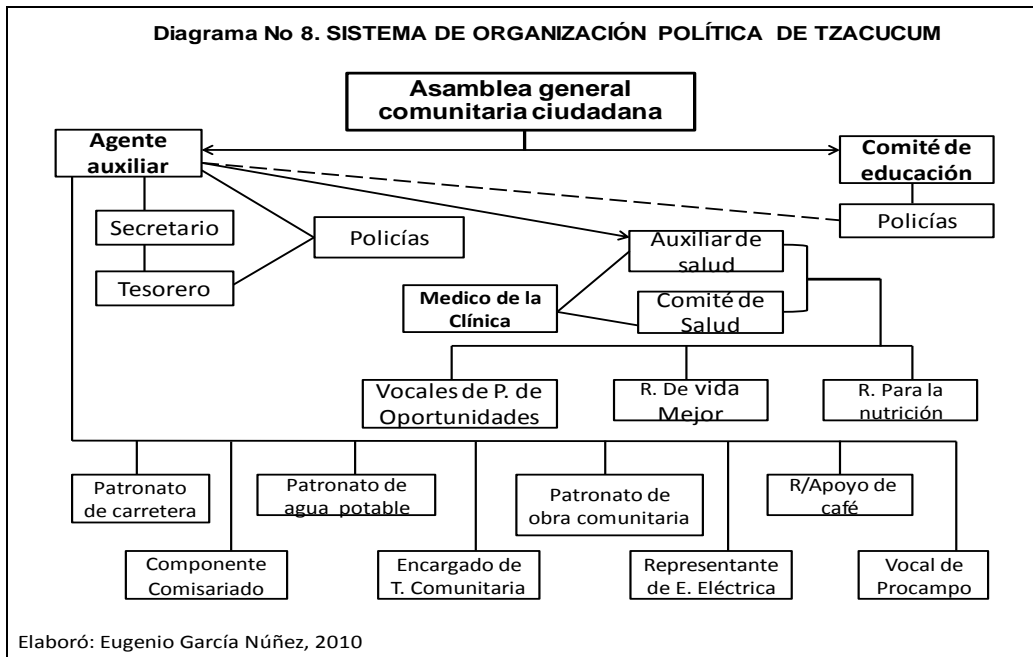 Diagrama No 8. SISTEMA DE ORGANIZACIÓN POLÍTICA DE TZACUCUM
Asamblea general
comunitaria ciudadana
Agente
auxiliar
Comité de
educación
Secretario
Policías
Policías
Tesorero
Auxiliar de
salud
Medico de la
Clínica
Comité de
Salud
Vocales de P. de
Oportunidades
R. De vida
Mejor
R. Para la
nutrición
Patronato
de carretera
Patronato de
agua potable
Patronato de
obra comunitaria
R/Apoyo de
café
Componente
Comisariado
Encargado de
T. Comunitaria
Representante
de E. Eléctrica
Vocal de
Procampo
Elaboró: Eugenio García Núñez, 2010